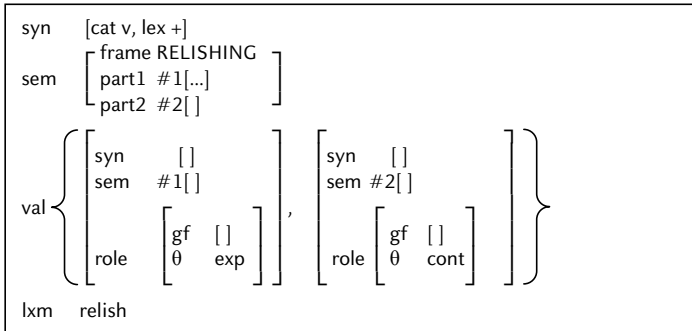 syn [cat v, lex +]
frame RELISHING
sem part1 #1[...]
part2 #2[ ]
syn [ ] syn [ ]
sem #1[ ] sem #2[ ]
val ,
gf [ ] gf [ ]
role θ exp role θ cont
lxm relish